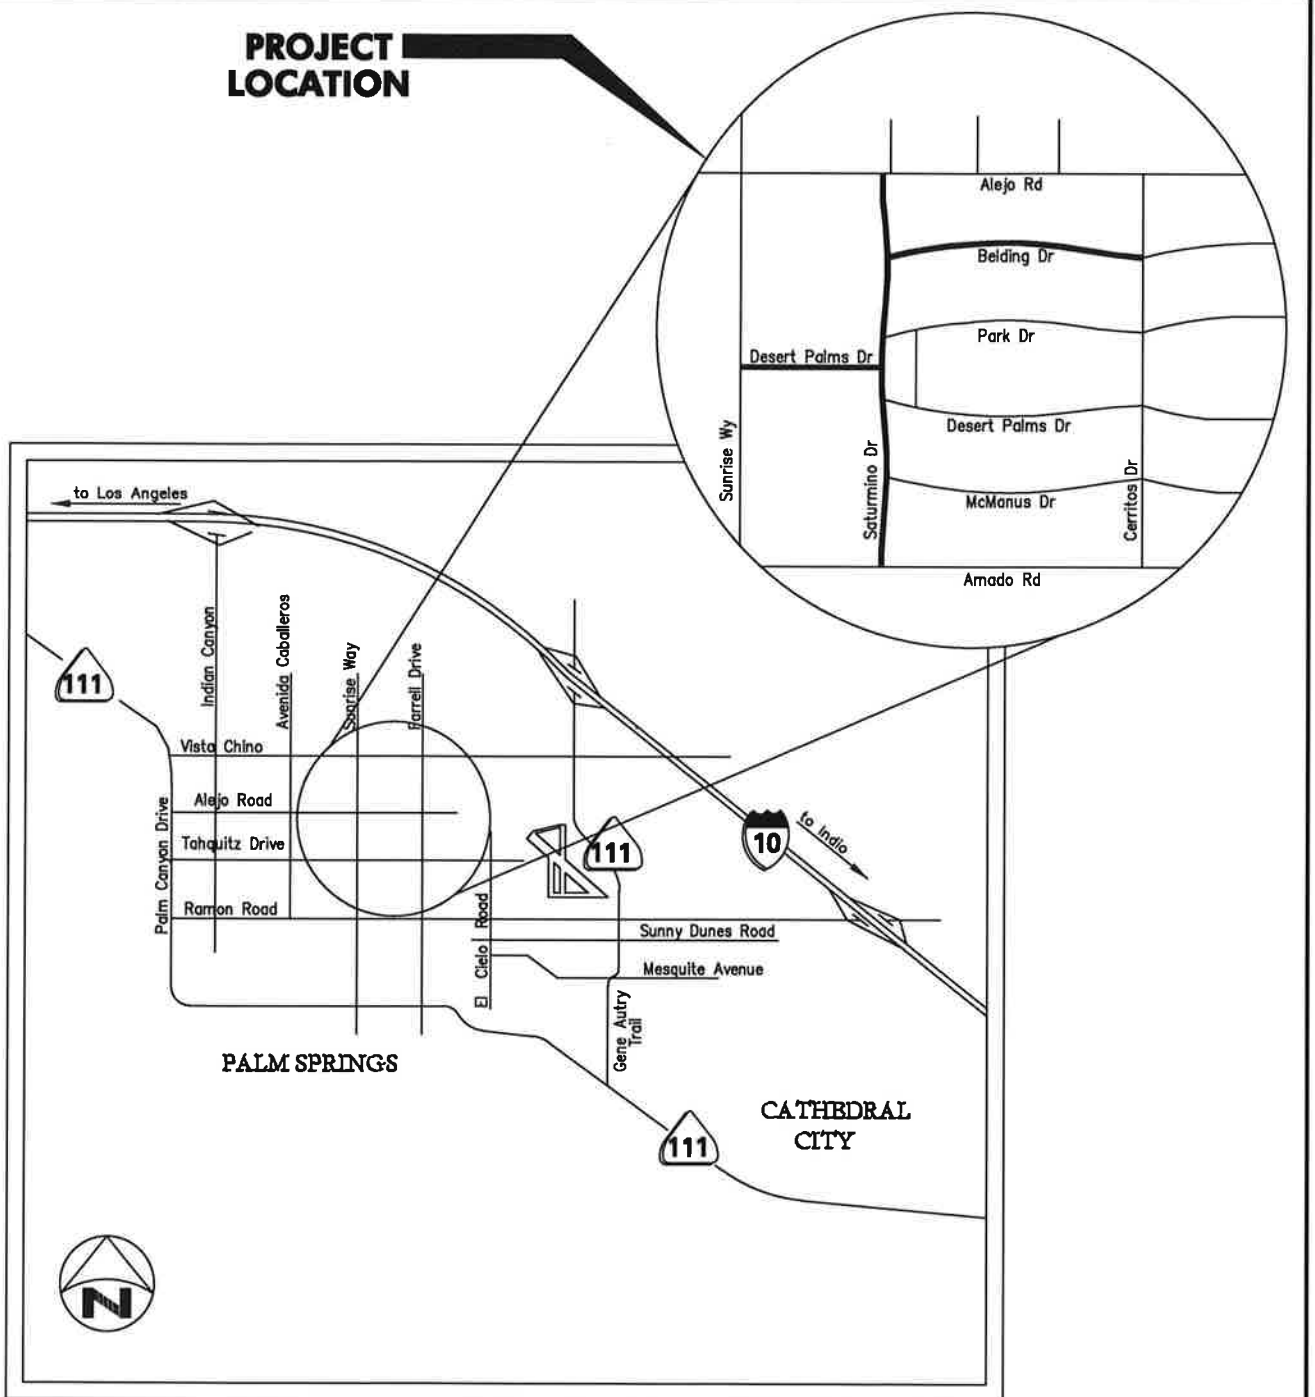 PROJECT
LOCATION
Alejo Rd
Belding Dr
Park Dr
Desert Palms Dr
Desert Palms Dr
McManus Dr
Amado Rd
Sunrise Wy
Saturmino Dr
Cerritos Dr
to Los Angeles
Indian Canyon
Avenida Caballeros
Sunrise Way
Farrell Drive
111
Vista Chino
Alejo Road
Tahquitz Drive
Ramon Road
Palm Canyon Drive
111
10
to Indio
El Cielo Road
Sunny Dunes Road
Mesquite Avenue
Gene Autry
Trail
PALM SPRINGS
CATHEDRAL
CITY
111
N